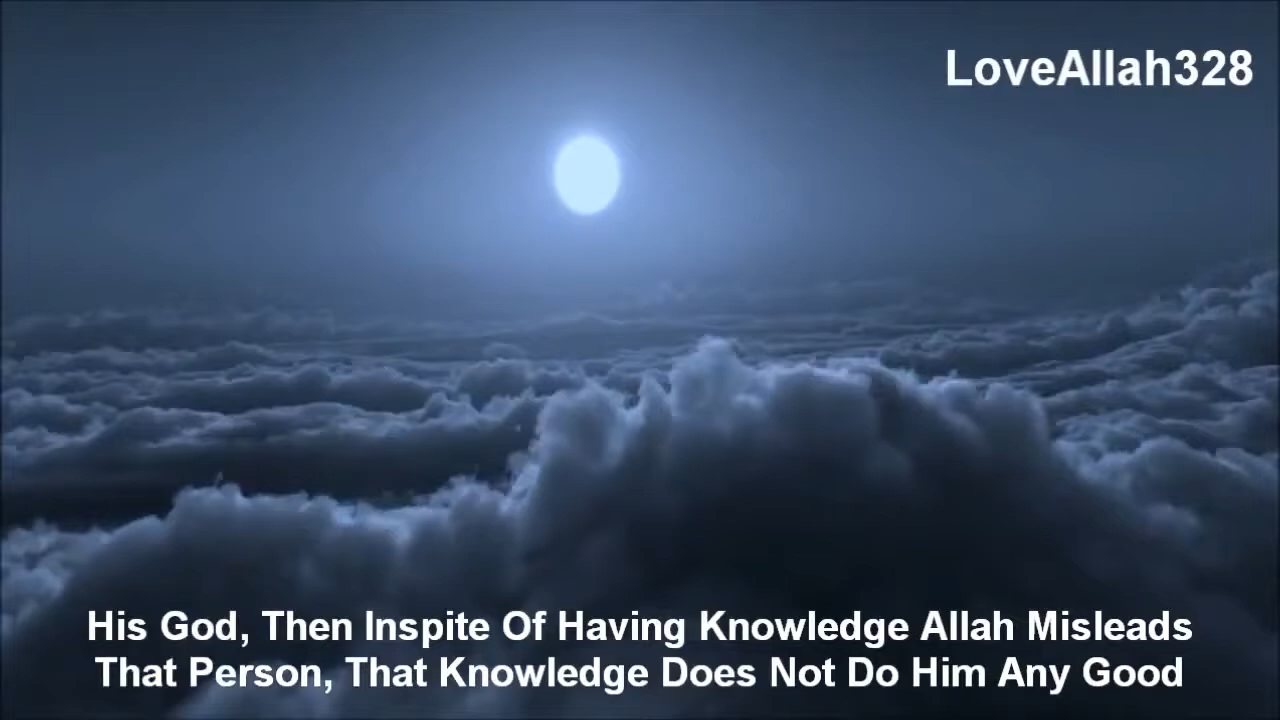 LoveAllah328
His God, Then Inspite Of Having Knowledge Allah Misleads
That Person, That Knowledge Does Not Do Him Any Good